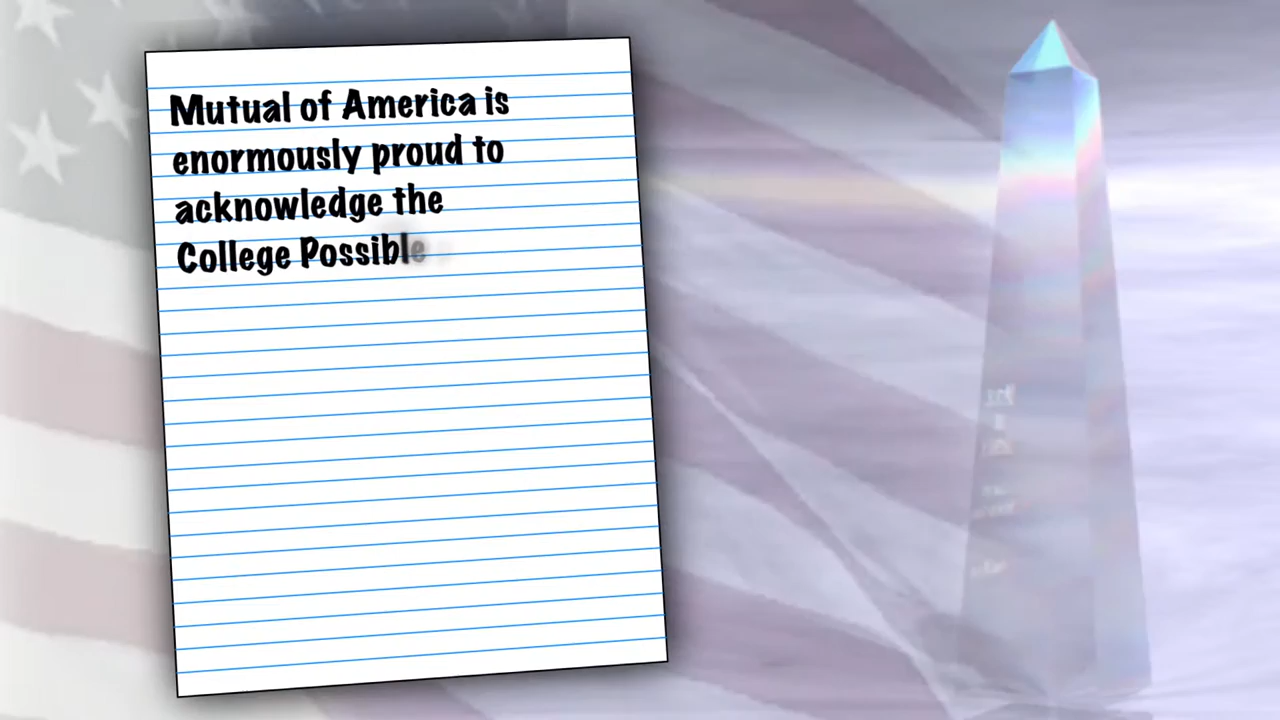 Mutual of America is
enormously proud to
acknowledge the
College Possible